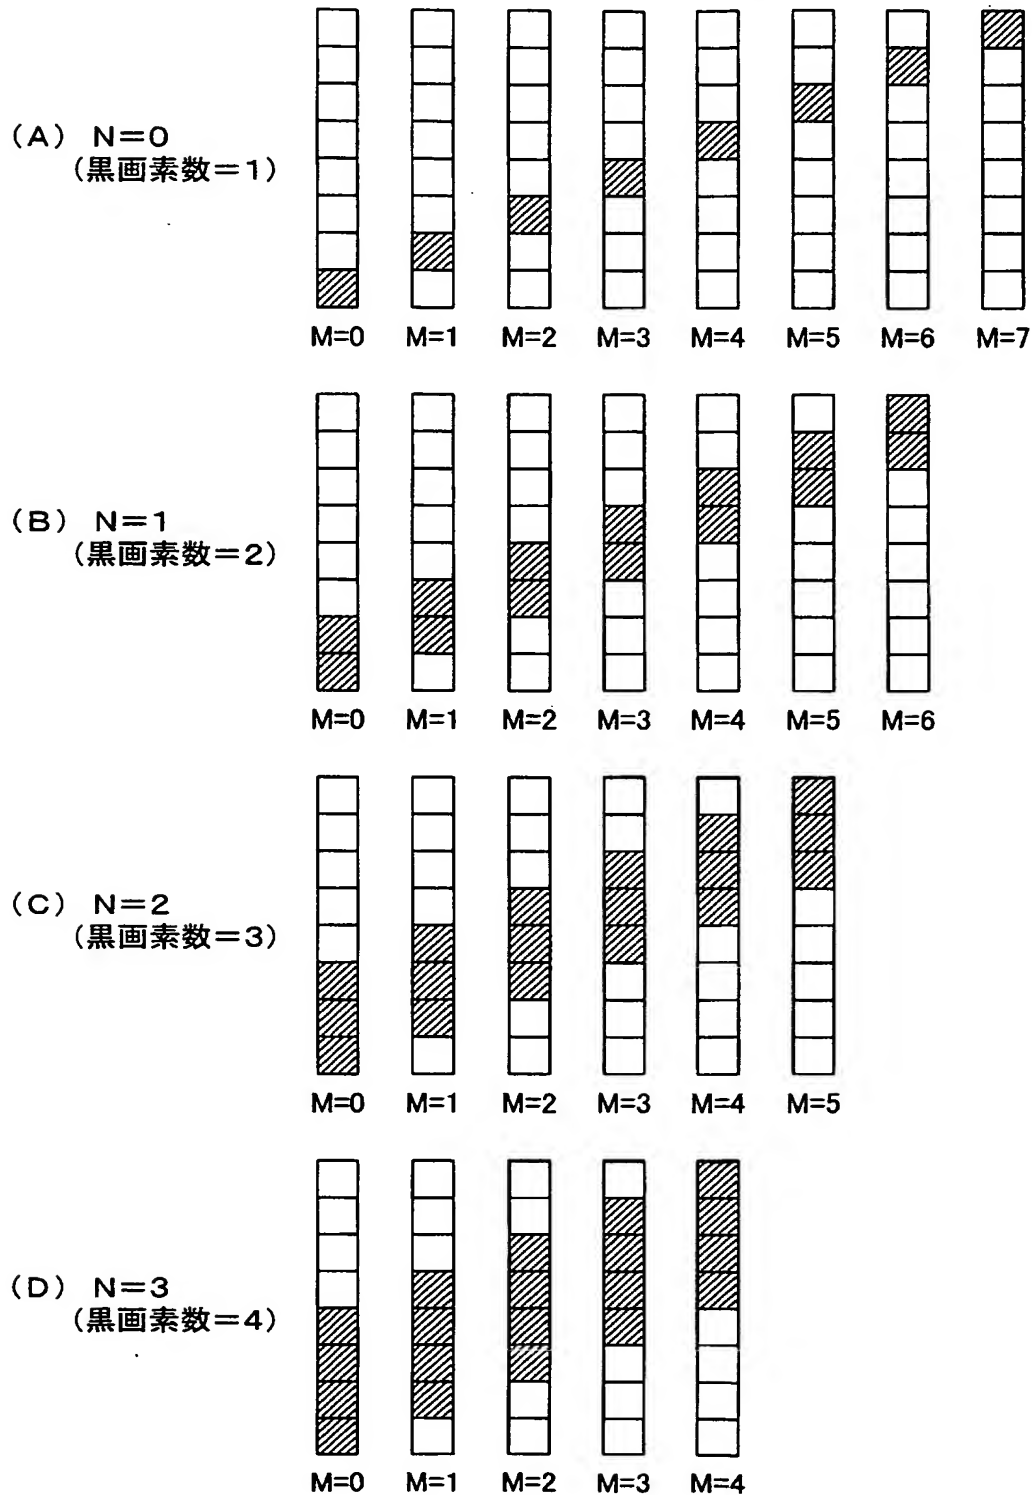 (A) N=0
(黒画素数=1)
M=0 M=1 M=2 M=3 M=4 M=5 M=6 M=7
(B) N=1
(黒画素数=2)
M=0 M=1 M=2 M=3 M=4 M=5 M=6
(C) N=2
(黒画素数=3)
M=0 M=1 M=2 M=3 M=4 M=5
(D) N=3
(黒画素数=4)
M=0 M=1 M=2 M=3 M=4